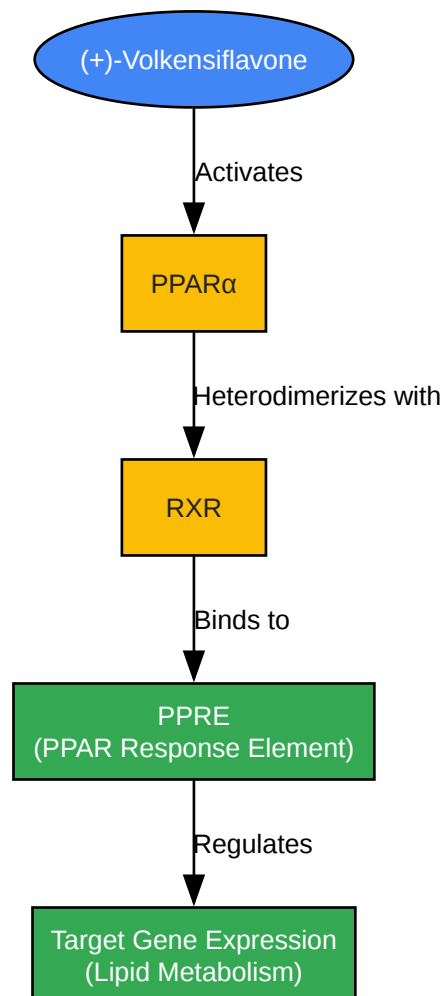 (+)-Volkensiflavone
Activates
PPARα
Heterodimerizes with
RXR
Binds to
PPRE
(PPAR Response Element)
Regulates
Target Gene Expression
(Lipid Metabolism)